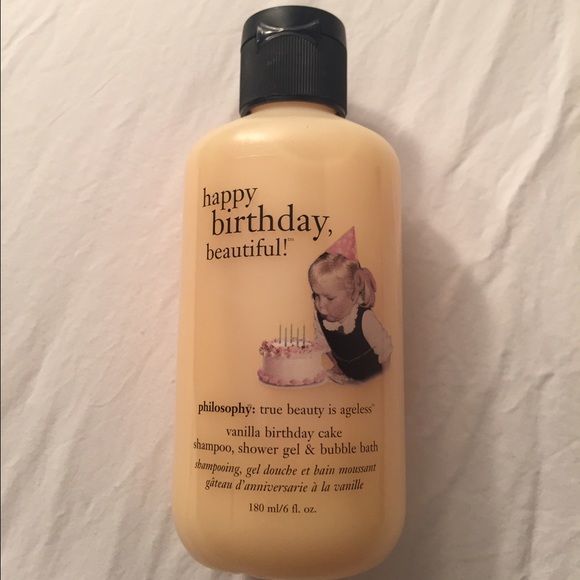 happy
birthday,
beautiful!™
philosophy: true beauty is ageless™
vanilla birthday cake
shampoo, shower gel & bubble bath
shampooing, gel douche et bain moussant
gâteau d'anniversarie à la vanille
180 ml/6 fl. oz.